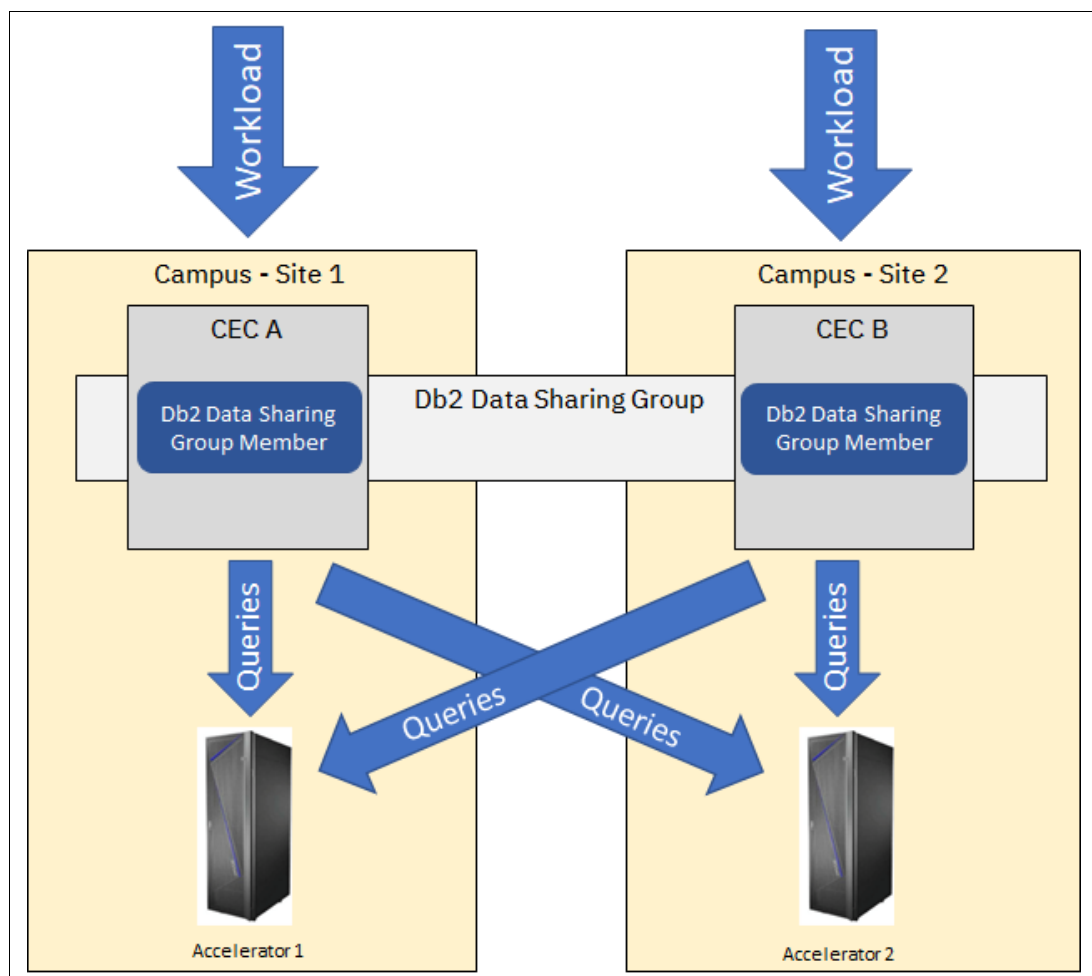 Workload
Workload
Campus - Site 1
Campus - Site 2
CEC A
CEC B
Db2 Data Sharing Group
Db2 Data Sharing
Group Member
Db2 Data Sharing
Group Member
Queries
Queries
Queries
Queries
Accelerator 1
Accelerator 2